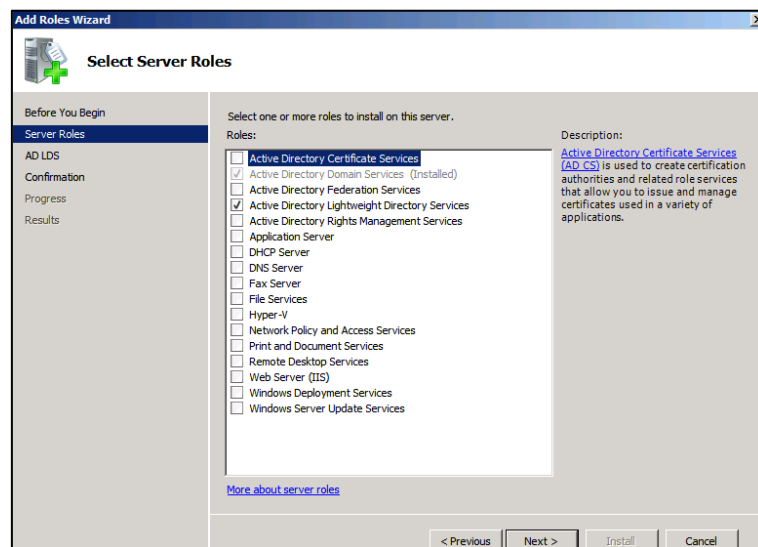 Add Roles Wizard
Select Server Roles
Before You Begin
Server Roles
AD LDS
Confirmation
Progress
Results
Select one or more roles to install on this server.
Roles:
Active Directory Certificate Services
Active Directory Domain Services (Installed)
Active Directory Federation Services
Active Directory Lightweight Directory Services
Active Directory Rights Management Services
Application Server
DHCP Server
DNS Server
Fax Server
File Services
Hyper-V
Network Policy and Access Services
Print and Document Services
Remote Desktop Services
Web Server (IIS)
Windows Deployment Services
Windows Server Update Services
More about server roles
Description:
Active Directory Certificate Services
(AD CS) is used to create certification
authorities and related role services
that allow you to issue and manage
certificates used in a variety of
applications.
< Previous
Next >
Install
Cancel